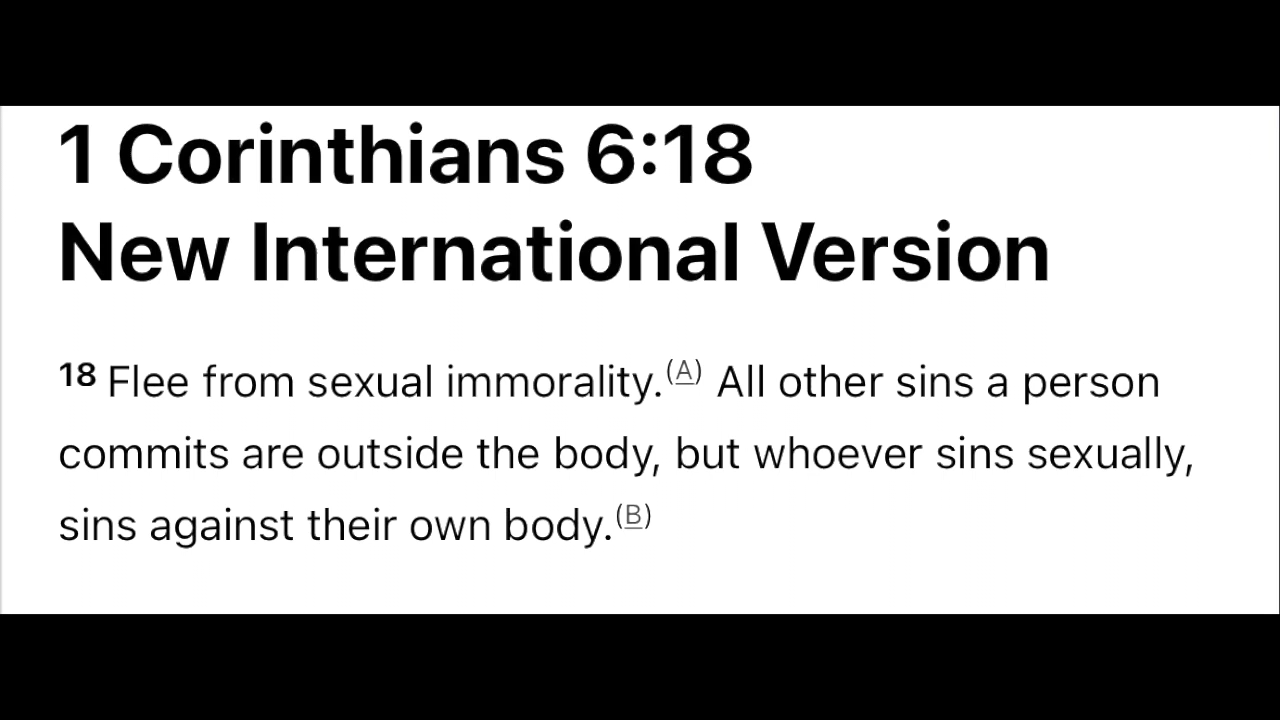 1 Corinthians 6:18
New International Version
18 Flee from sexual immorality.(A) All other sins a person
commits are outside the body, but whoever sins sexually,
sins against their own body.(B)